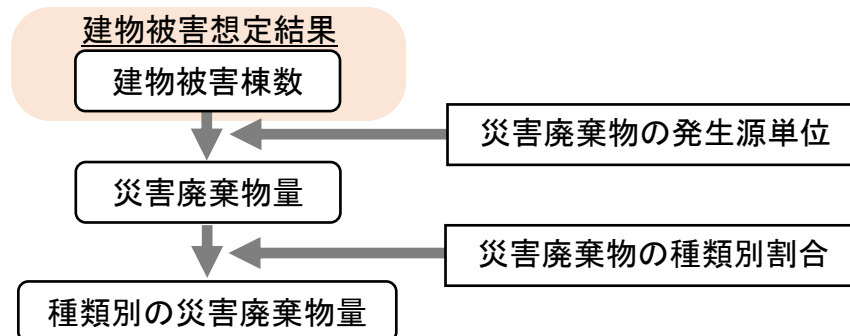 建物被害想定結果
建物被害棟数
災害廃棄物の発生源単位
災害廃棄物量
災害廃棄物の種類別割合
種類別の災害廃棄物量